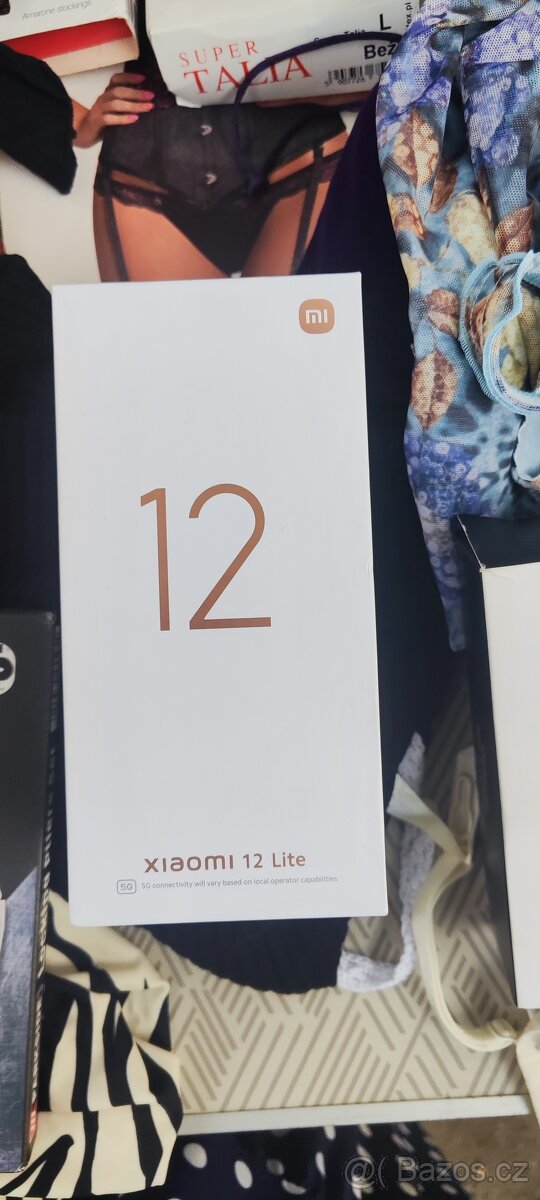 Amarone stockings
SUPER
TALIA
L
mi
12
xiaomi 12 Lite
5G 5G connectivity will vary based on local operator capabilities
@( Bazos.cz